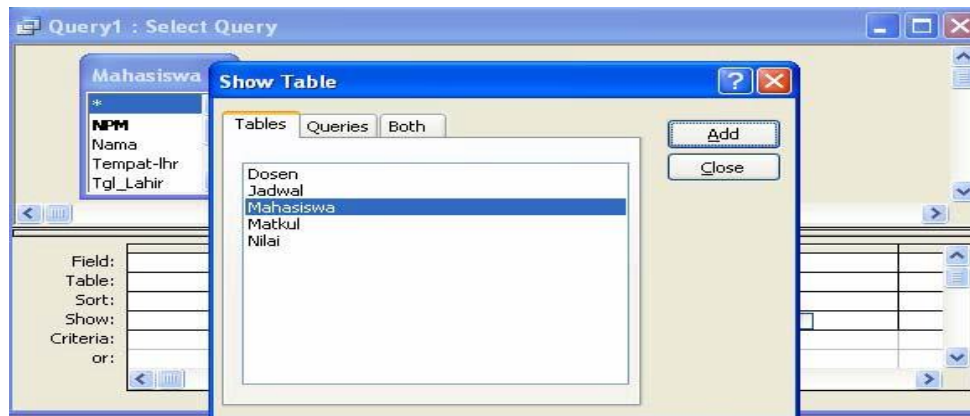 Query1 : Select Query
Mahasiswa
*
NPM
Nama
Tempat-lhr
Tgl_Lahir
Show Table
Tables Queries Both
Add
Close
Dosen
Jadwal
Mahasiswa
Matkul
Nilai
Field:
Table:
Sort:
Show:
Criteria:
or: